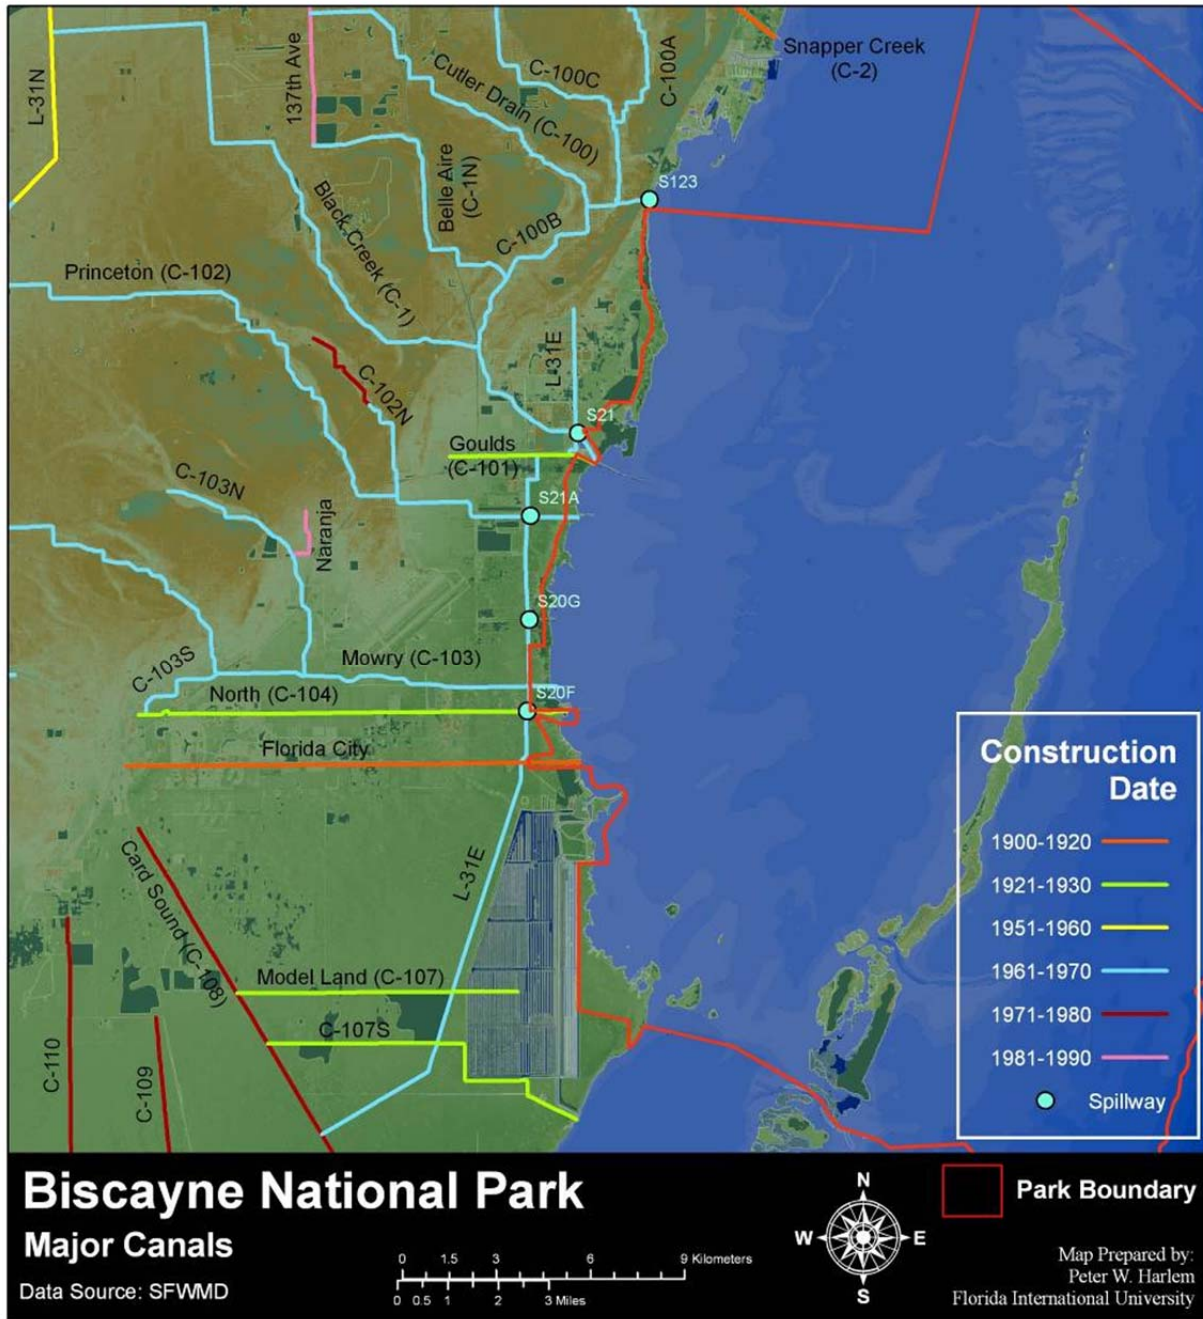 L-31N
137th Ave
Cutler Drain (C-100)
C-100C
C-100A
Snapper Creek
(C-2)
S123
Black Creek (C-1)
Belle Aire
(C-1N)
C-100B
Princeton (C-102)
L-31E
C-102N
S21
Goulds
(C-101)
C-103N
S21A
Naranja
S20G
C-103S
Mowry (C-103)
North (C-104)
S20F
Florida City
Card Sound (C-108)
L-31E
Model Land (C-107)
C-107S
C-110
C-109
Construction
Date
1900-1920
1921-1930
1951-1960
1961-1970
1971-1980
1981-1990
Spillway
Biscayne National Park
Major Canals
Data Source: SFWMD
0 1.5 3 6 9 Kilometers
0 0.5 1 2 3 Miles
N
W E
S
Park Boundary
Map Prepared by:
Peter W. Harlem
Florida International University